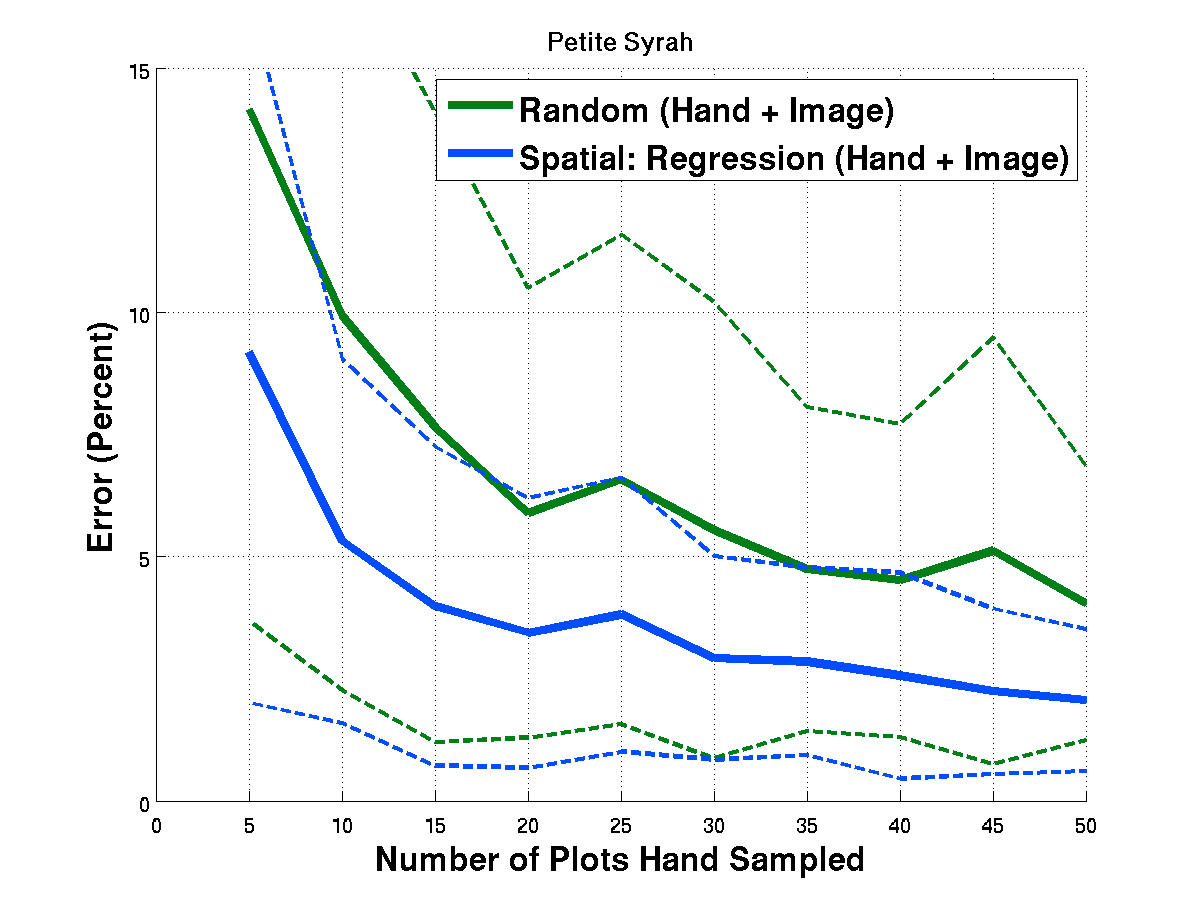 Petite Syrah
Random (Hand + Image)
Spatial: Regression (Hand + Image)
15
10
5
0
Error (Percent)
0 5 10 15 20 25 30 35 40 45 50
Number of Plots Hand Sampled